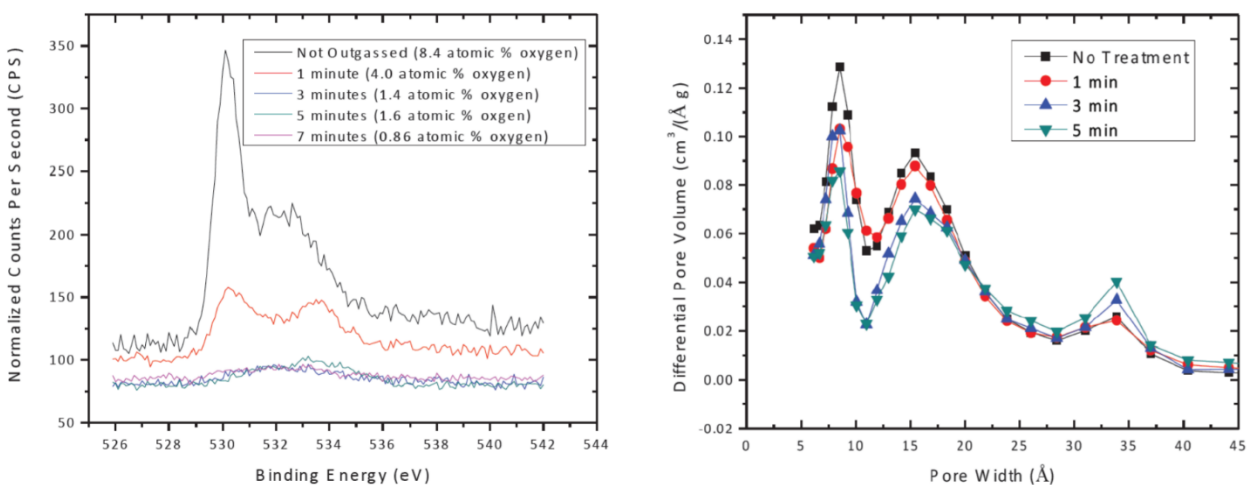 Normalized Counts Per Second (CPS)
350
300
250
200
150
100
50
Not Outgassed (8.4 atomic % oxygen)
1 minute (4.0 atomic % oxygen)
3 minutes (1.4 atomic % oxygen)
5 minutes (1.6 atomic % oxgen)
7 minutes (0.86 atomic % oxygen)
526 528 530 532 534 536 538 540 542 544
Binding Energy (eV)
Differential Pore Volume (cm³/(Å g)
0.14
0.12
0.10
0.08
0.06
0.04
0.02
0.00
-0.02
No Treatment
1 min
3 min
5 min
0 5 10 15 20 25 30 35 40 45
Pore Width (Å)